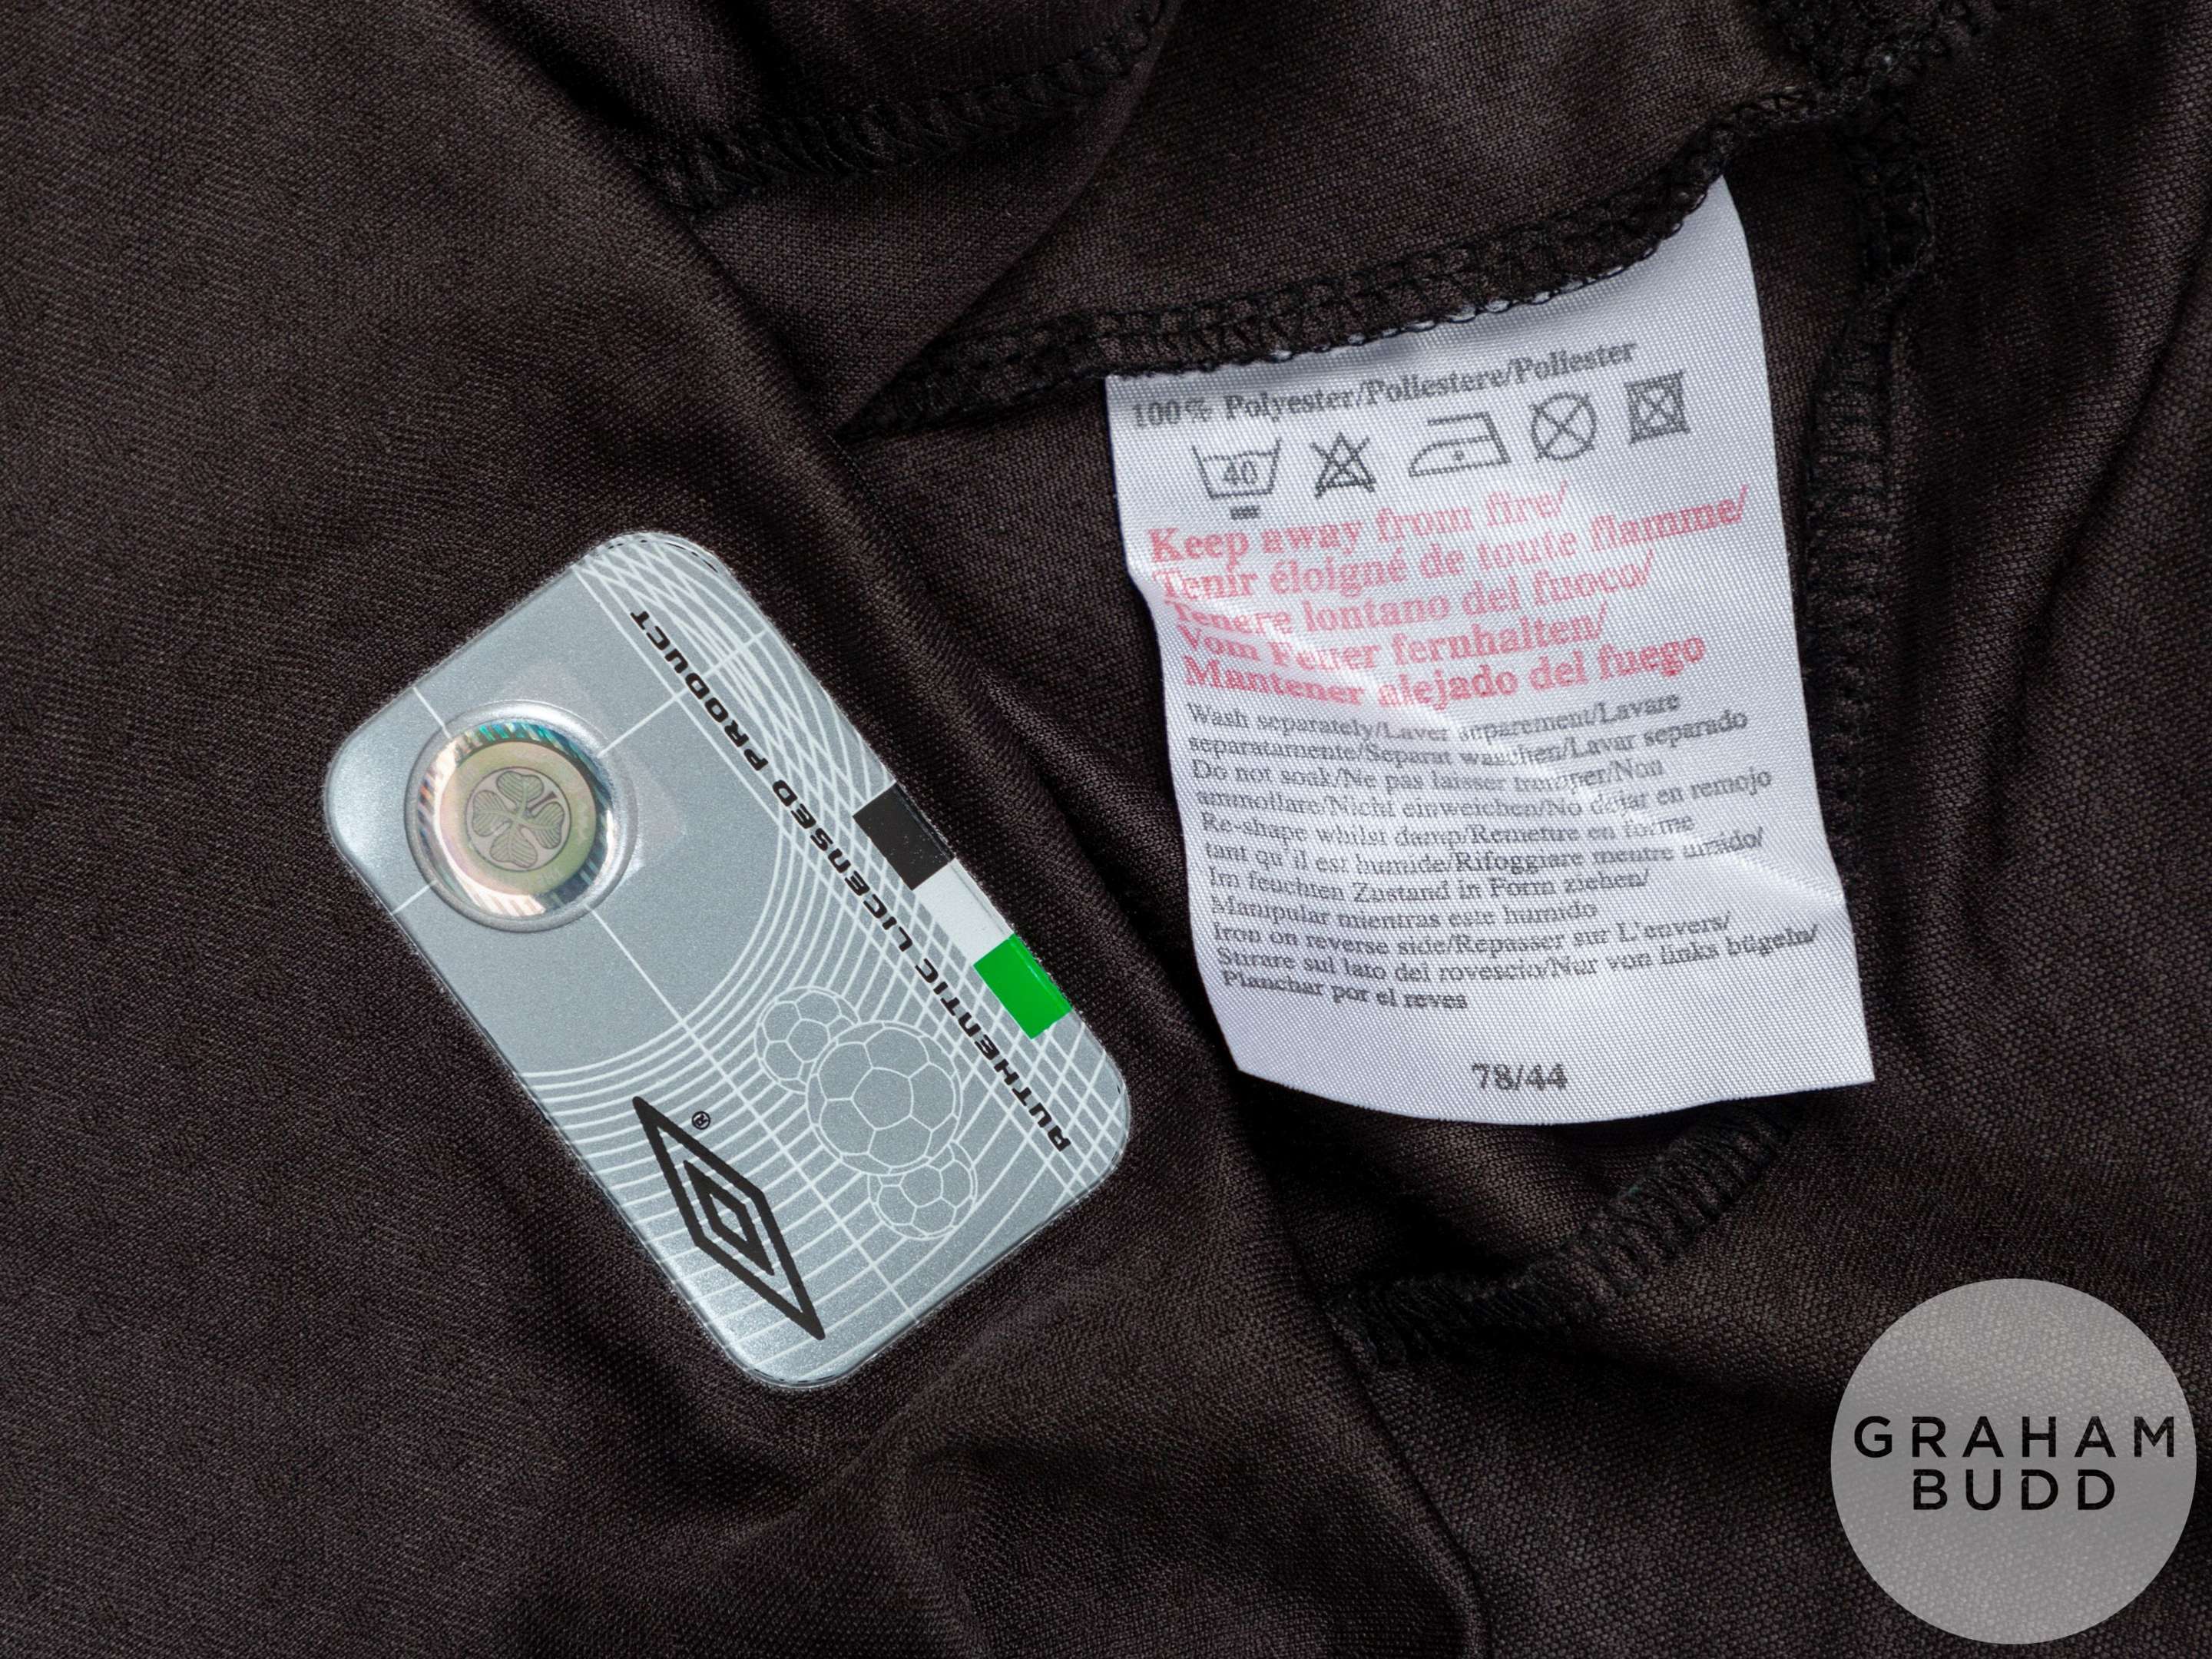 100% Polyester/Poliestere/Poliester
40
Keep away from fire/
Tenir éloigné de toute flamme/
Tenere lontano del fuoco/
Vom Feuer fernhalten/
Mantener alejado del fuego
Wash separately/Laver separement/Lavare
separatamente/Separat waschen/Lavar separado
Do not soak/Ne pas laisser tremper/Non
ammollare/Nicht einweichen/No dejar en remojo
Re-shape whilst damp/Remettre en forme
tant qu'il est humide/Rifoggiare mentre umido/
Im feuchten Zustand in Form ziehen/
Manipular mientras este humido
Iron on reverse side/Repasser sur L'envers/
Stirare sul lato del rovescio/Nur von links bügeln/
Planchar por el reves
78/44
AUTHENTIC LICENSED PRODUCT
®
GRAHAM
BUDD